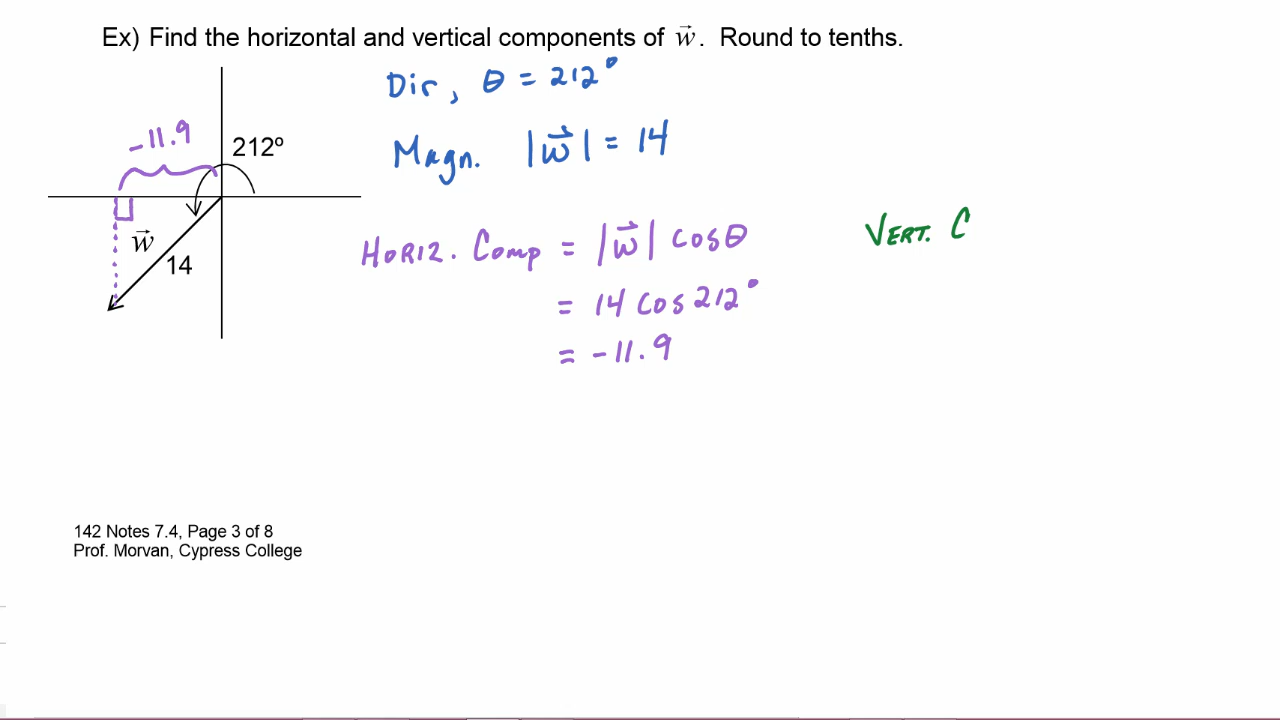 Ex) Find the horizontal and vertical components of w⃗. Round to tenths.
Dir, θ = 212°
-11.9
212º
Magn. |w⃗| = 14
w⃗
14
HORIZ. Comp = |w⃗| cosθ
= 14 cos 212°
= -11.9
VERT. C
142 Notes 7.4, Page 3 of 8
Prof. Morvan, Cypress College